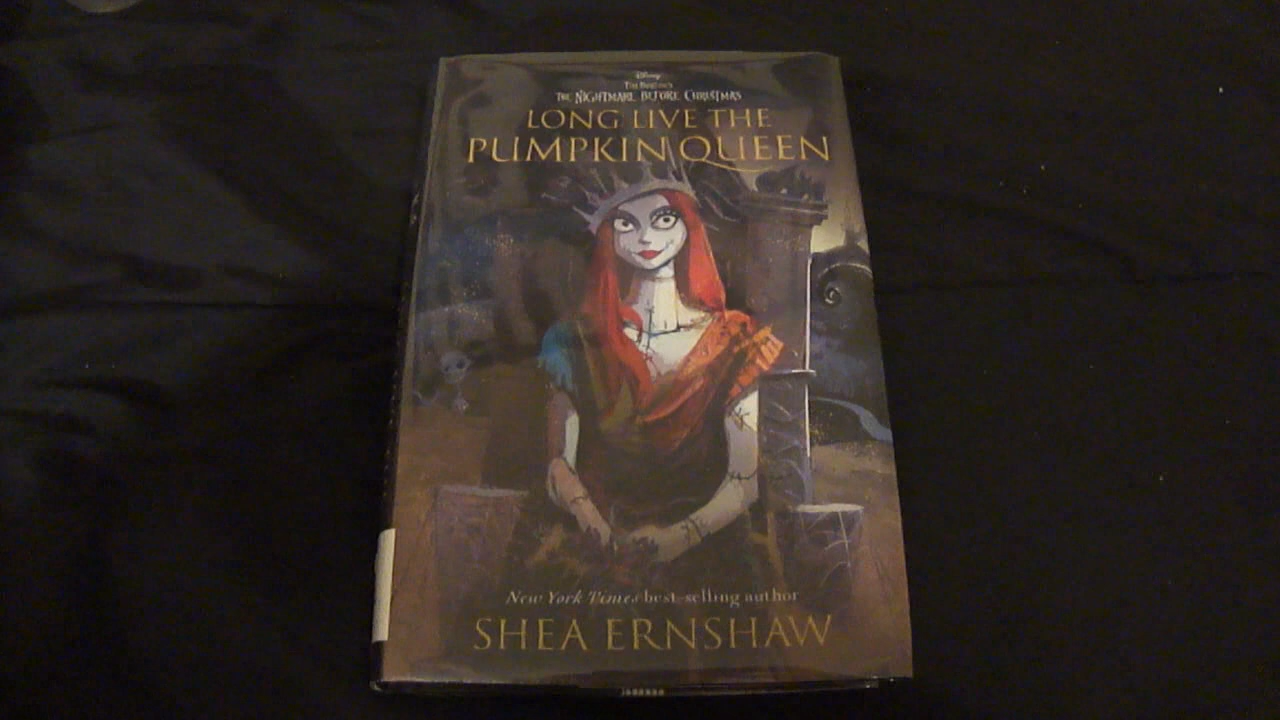 Disney
Tim Burton's
THE NIGHTMARE BEFORE CHRISTMAS
LONG LIVE THE
PUMPKIN QUEEN
New York Times best-selling author
SHEA ERNSHAW